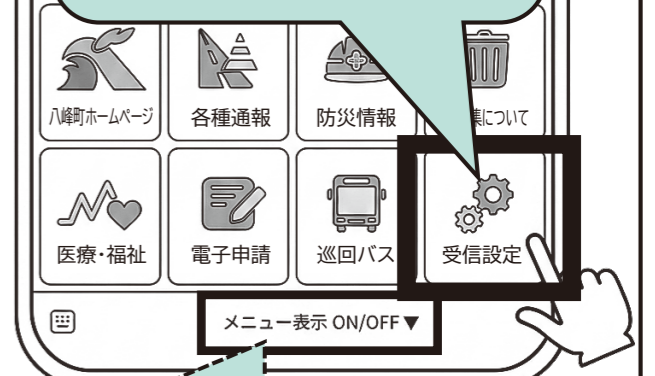 八峰町ホームページ
各種通報
防災情報
集について
医療・福祉
電子申請
巡回バス
受信設定
メニュー表示 ON/OFF▼